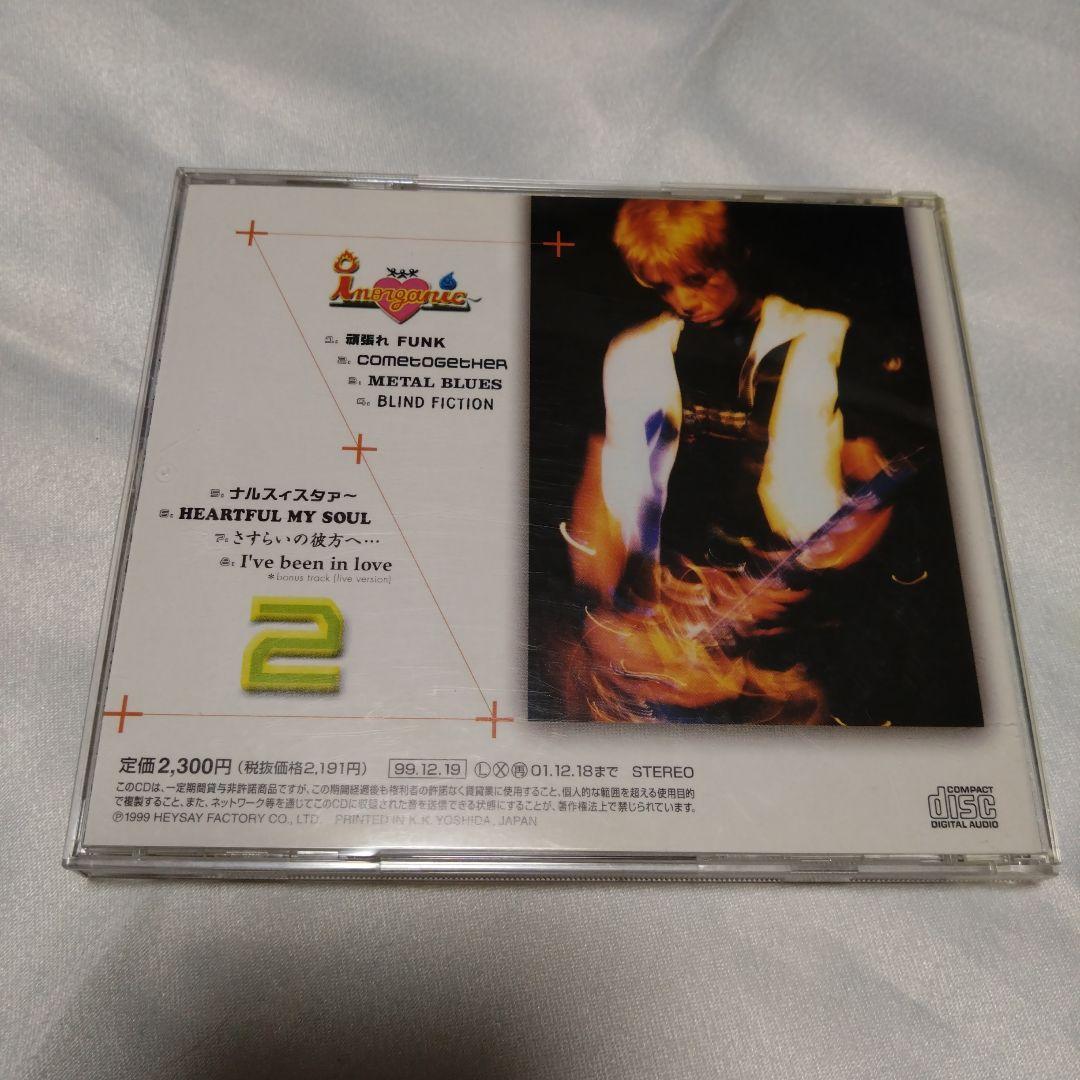 inorganic
1: 頑張れ FUNK
2: COMETOGETHER
3: METAL BLUES
4: BLIND FICTION
5: ナルスィスタァ〜
6: HEARTFUL MY SOUL
7: さすらいの彼方へ…
8: I've been in love
*bonus track (live version)
2
定価2,300円 (税抜価格2,191円) 99.12.19 Ⓛ Ⓧ 再 01.12.18まで STEREO
このCDは、一定期間貸与非許諾商品ですが、この期間経過後も権利者の許諾なく賃貸業に使用すること、個人的な範囲を超える使用目的
で複製すること、また、ネットワーク等を通じてこのCDに収録された音を送信できる状態にすることが、著作権法上で禁じられています。
℗1999 HEYSAY FACTORY CO., LTD. PRINTED IN K.K. YOSHIDA, JAPAN
COMPACT
disc
DIGITAL AUDIO